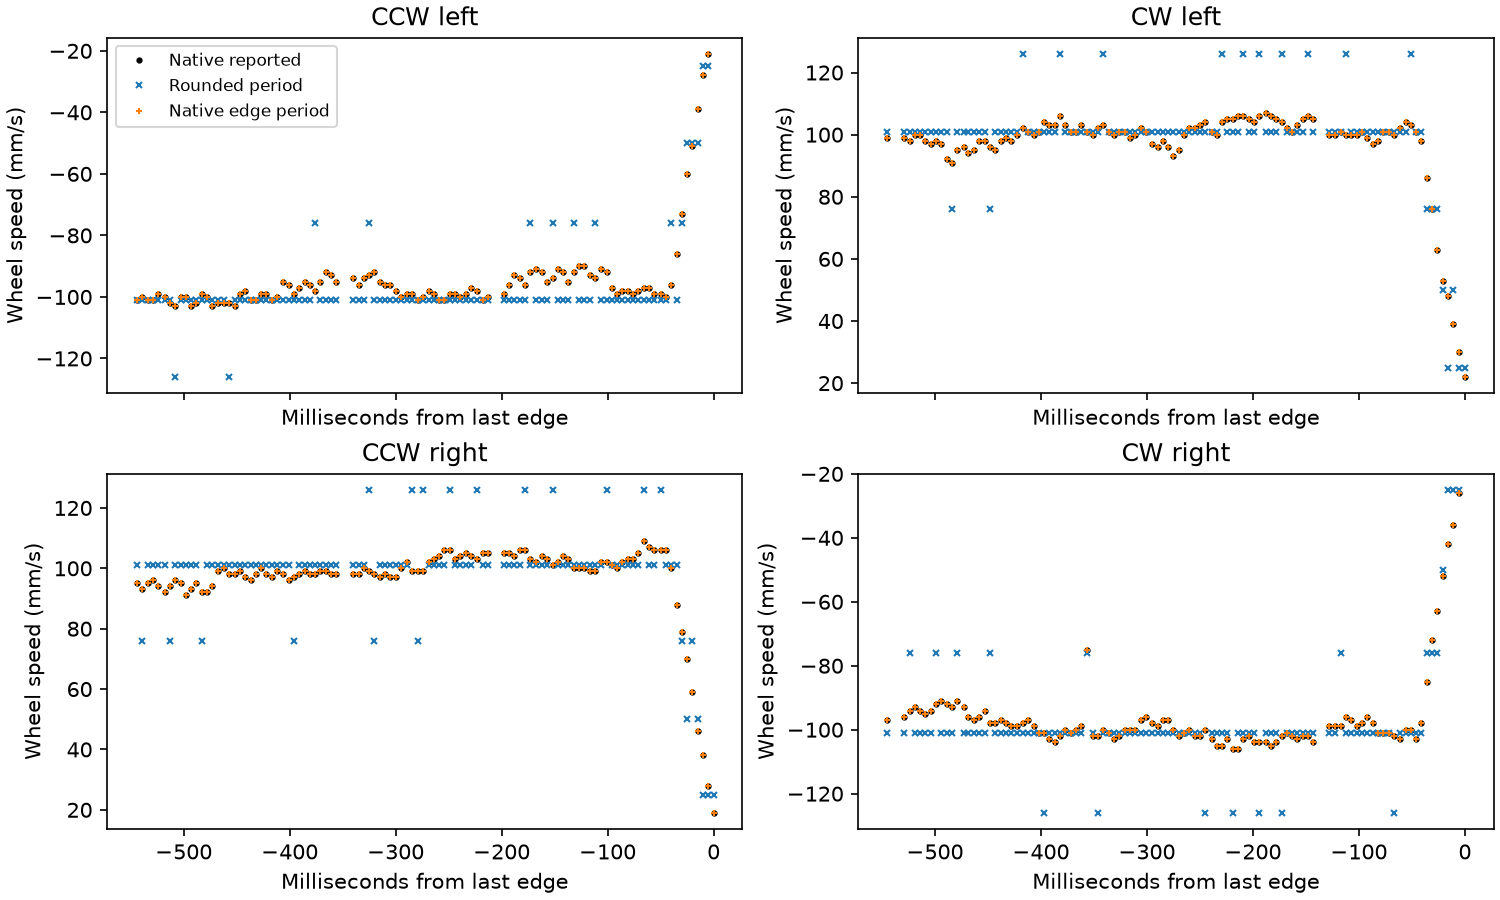 CCW left
CW left
Native reported
Rounded period
Native edge period
Wheel speed (mm/s)
−20
−40
−60
−80
−100
−120
Milliseconds from last edge
Wheel speed (mm/s)
120
100
80
60
40
20
Milliseconds from last edge
CCW right
CW right
Wheel speed (mm/s)
120
100
80
60
40
20
−500
−400
−300
−200
−100
0
Milliseconds from last edge
Wheel speed (mm/s)
−20
−40
−60
−80
−100
−120
−500
−400
−300
−200
−100
0
Milliseconds from last edge